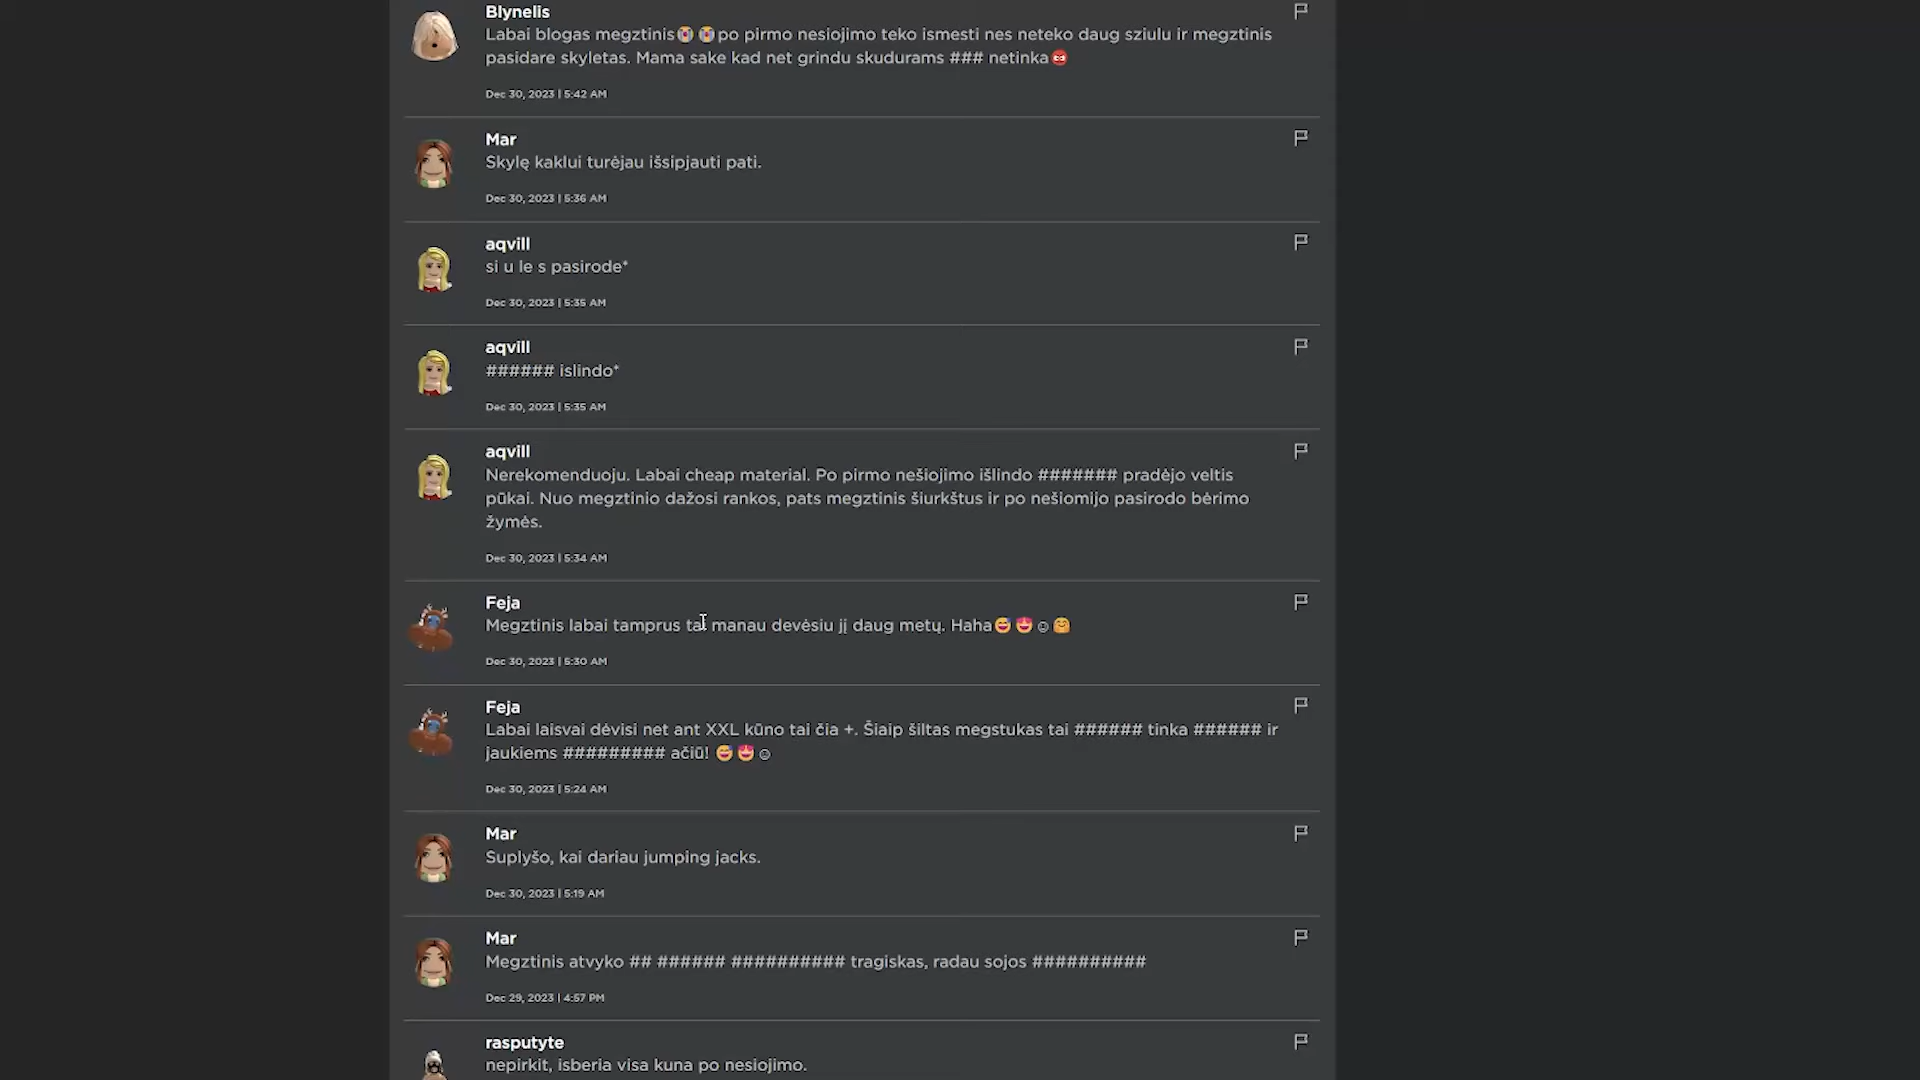 Blynelis
Labai blogas megztinis😭😭po pirmo nesiojimo teko ismesti nes neteko daug sziulu ir megztinis
pasidare skyletas. Mama sake kad net grindu skudurams ### netinka😡
Dec 30, 2023 | 5:42 AM
Mar
Skylę kaklui turėjau išsipjauti pati.
Dec 30, 2023 | 5:36 AM
aqvill
si u le s pasirode*
Dec 30, 2023 | 5:35 AM
aqvill
###### islindo*
Dec 30, 2023 | 5:35 AM
aqvill
Nerekomenduoju. Labai cheap material. Po pirmo nešiojimo išlindo ####### pradėjo veltis
pūkai. Nuo megztinio dažosi rankos, pats megztinis šiurkštus ir po nešiomijo pasirodo bėrimo
žymės.
Dec 30, 2023 | 5:34 AM
Feja
Megztinis labai tamprus tai manau devėsiu jį daug metų. Haha😅😍☺🤗
Dec 30, 2023 | 5:30 AM
Feja
Labai laisvai dėvisi net ant XXL kūno tai čia +. Šiaip šiltas megstukas tai ###### tinka ###### ir
jaukiems ######### ačiū! 😅😍☺
Dec 30, 2023 | 5:24 AM
Mar
Suplyšo, kai dariau jumping jacks.
Dec 30, 2023 | 5:19 AM
Mar
Megztinis atvyko ## ###### ########## tragiskas, radau sojos ##########
Dec 29, 2023 | 4:57 PM
rasputyte
nepirkit, isberia visa kuna po nesiojimo.